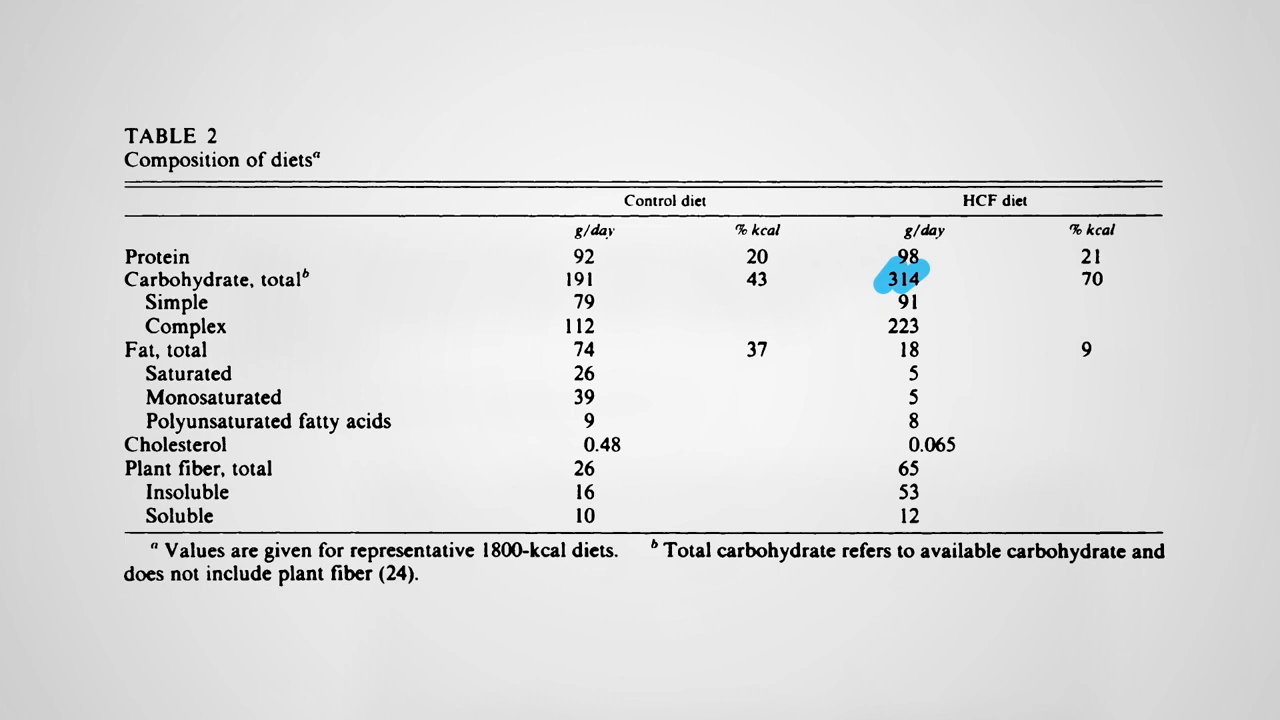 TABLE 2
Composition of diets^a
Control diet HCF diet
g/day % kcal g/day % kcal
Protein 92 20 98 21
Carbohydrate, total^b 191 43 314 70
Simple 79 91
Complex 112 223
Fat, total 74 37 18 9
Saturated 26 5
Monosaturated 39 5
Polyunsaturated fatty acids 9 8
Cholesterol 0.48 0.065
Plant fiber, total 26 65
Insoluble 16 53
Soluble 10 12
^a Values are given for representative 1800-kcal diets. ^b Total carbohydrate refers to available carbohydrate and
does not include plant fiber (24).